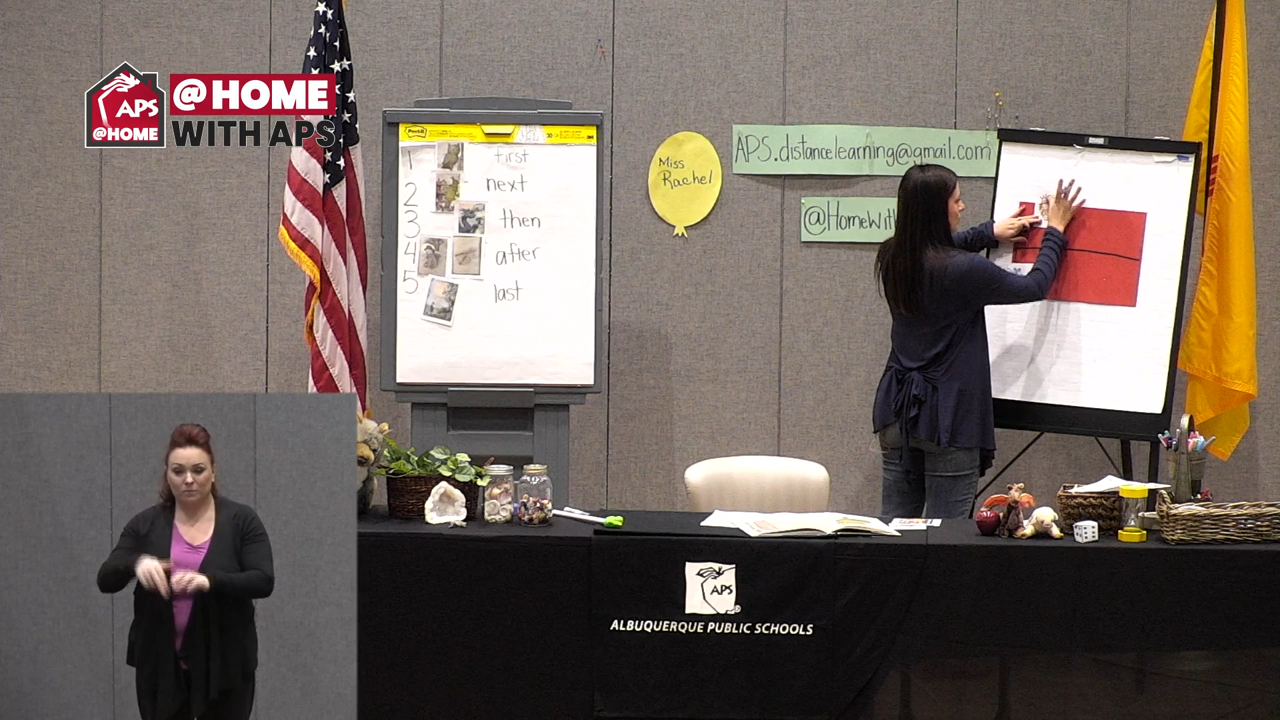 APS
@HOME
@HOME
WITH APS
Post-it
1 first
2 next
3 then
4 after
5 last
Miss
Rachel
APS.distancelearning@gmail.com
@HomeWit
APS
ALBUQUERQUE PUBLIC SCHOOLS